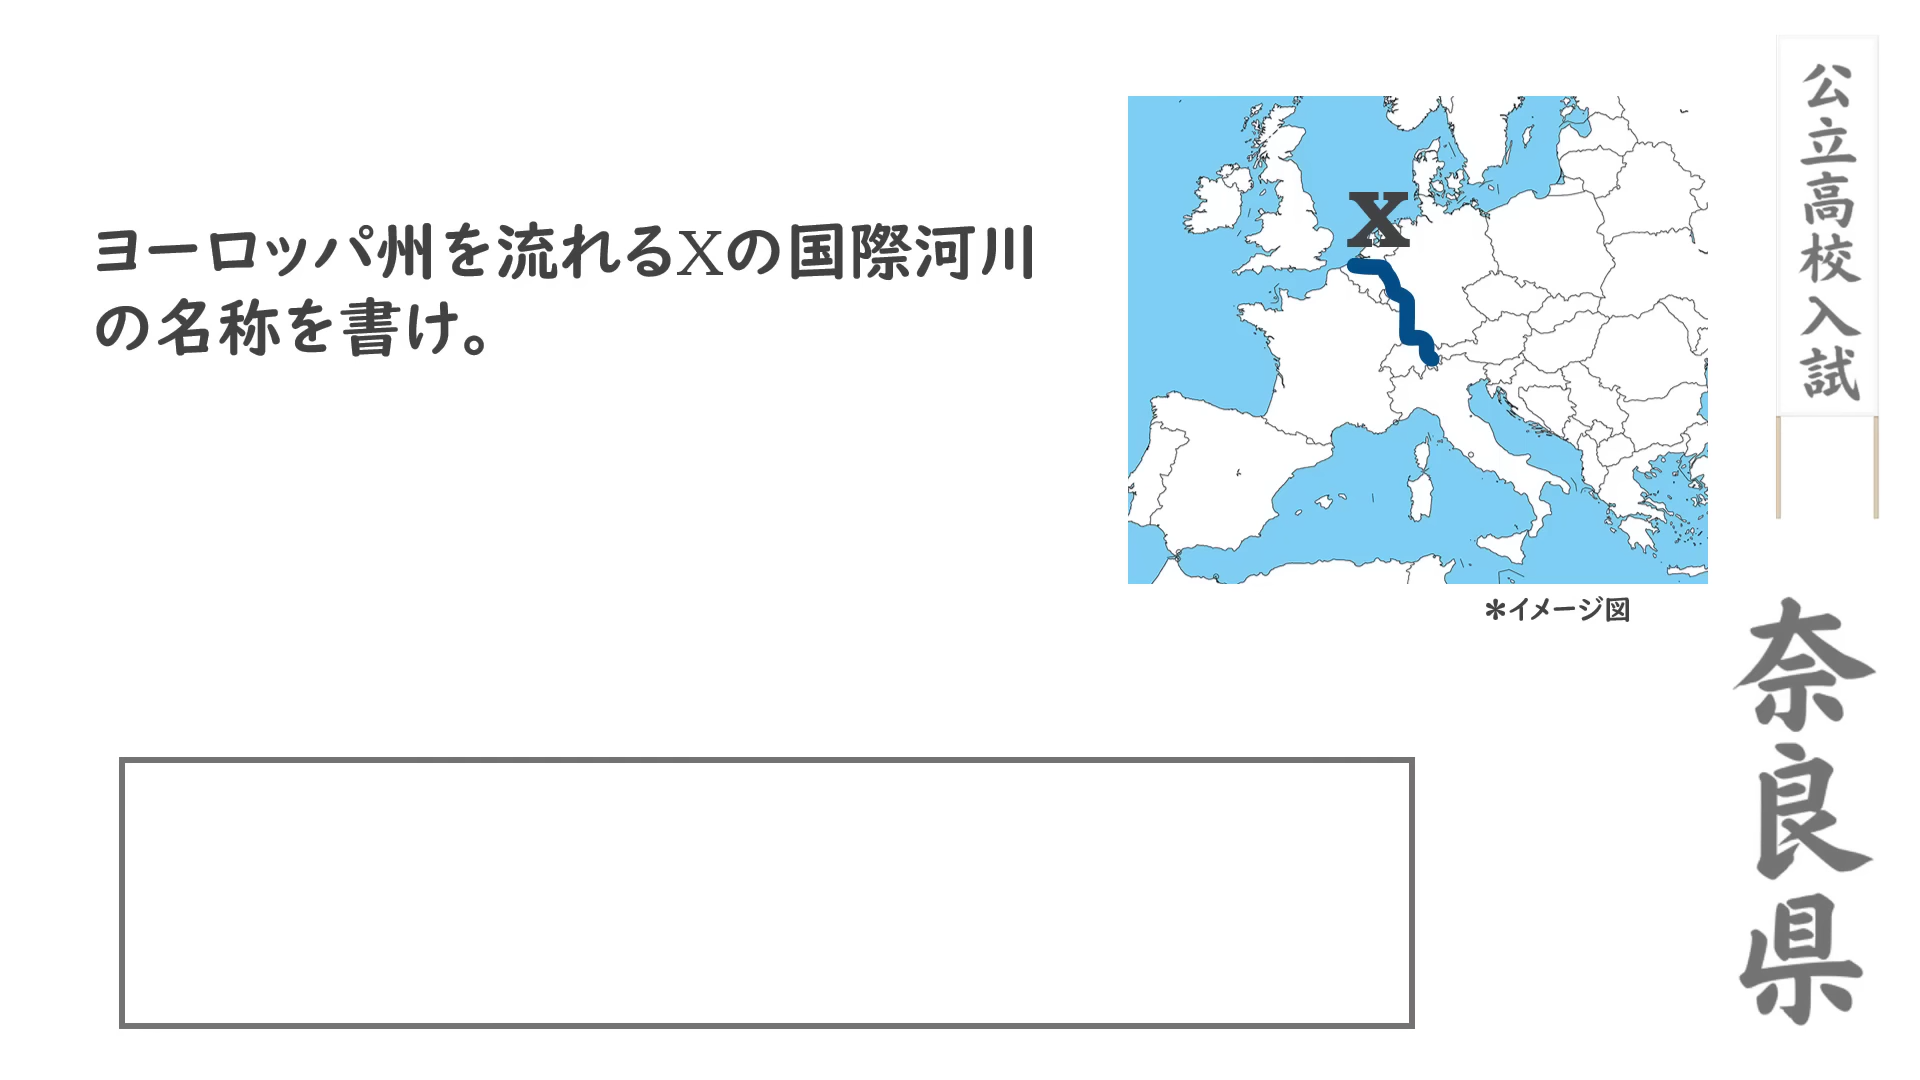 ヨーロッパ州を流れるXの国際河川
の名称を書け。
X
＊イメージ図
公立高校入試
奈良県